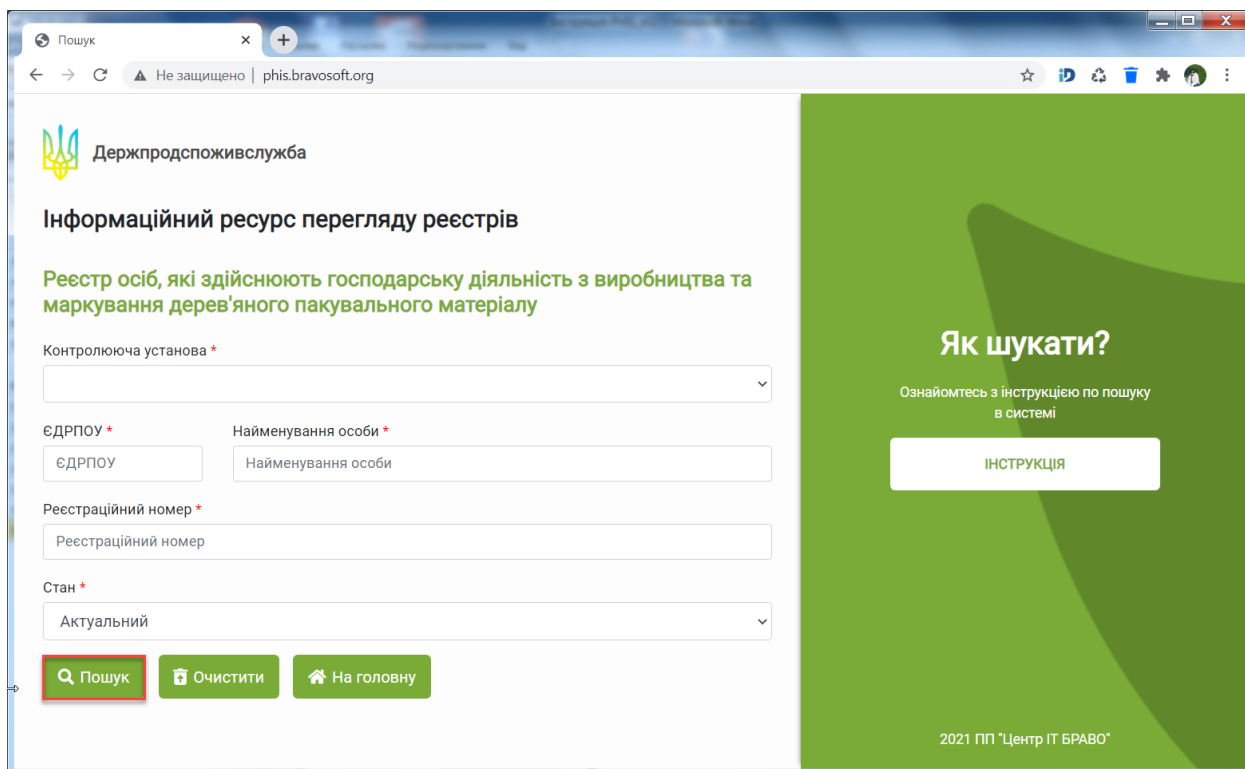 Пошук
Не защищено | phis.bravosoft.org
Держпродспоживслужба
Інформаційний ресурс перегляду реєстрів
Реєстр осіб, які здійснюють господарську діяльність з виробництва та
маркування дерев'яного пакувального матеріалу
Контролююча установа *
ЄДРПОУ *
Найменування особи *
ЄДРПОУ
Найменування особи
Реєстраційний номер *
Реєстраційний номер
Стан *
Актуальний
Пошук
Очистити
На головну
Як шукати?
Ознайомтесь з інструкцією по пошуку
в системі
ІНСТРУКЦІЯ
2021 ПП "Центр ІТ БРАВО"